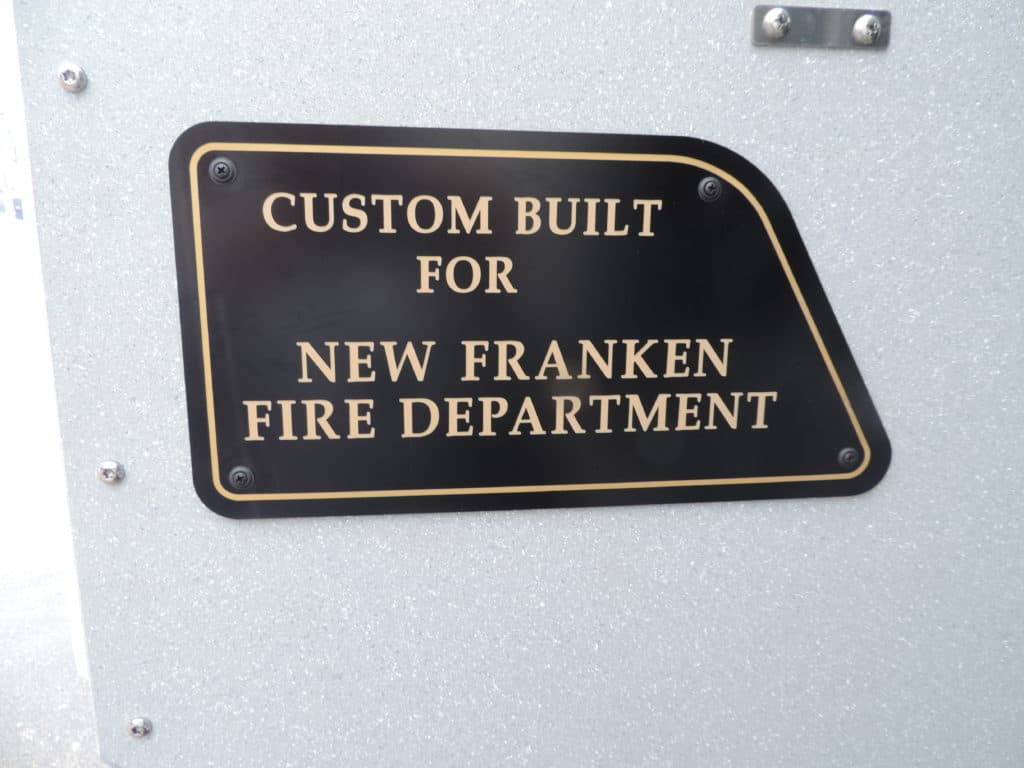 CUSTOM BUILT
FOR
NEW FRANKEN
FIRE DEPARTMENT